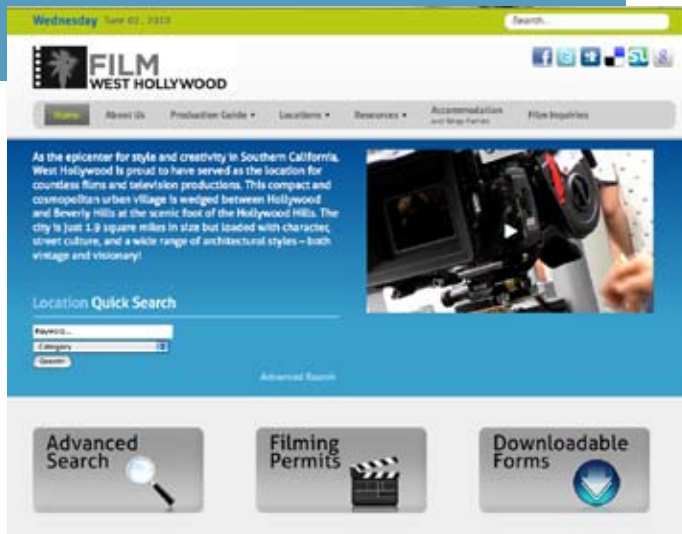 Wednesday June 02, 2010
Search...
FILM
WEST HOLLYWOOD
Home About Us Production Guide Locations Resources Accommodation Film Inquiries
As the epicenter for style and creativity in Southern California,
West Hollywood is proud to have served as the location for
countless films and television productions. This compact and
cosmopolitan urban village is wedged between Hollywood
and Beverly Hills at the scenic foot of the Hollywood Hills. The
city is just 1.9 square miles in size but loaded with character,
street culture, and a wide range of architectural styles – both
vintage and visionary!
Location Quick Search
Keyword...
Category
Search
Advanced Search
Advanced
Search
Filming
Permits
Downloadable
Forms